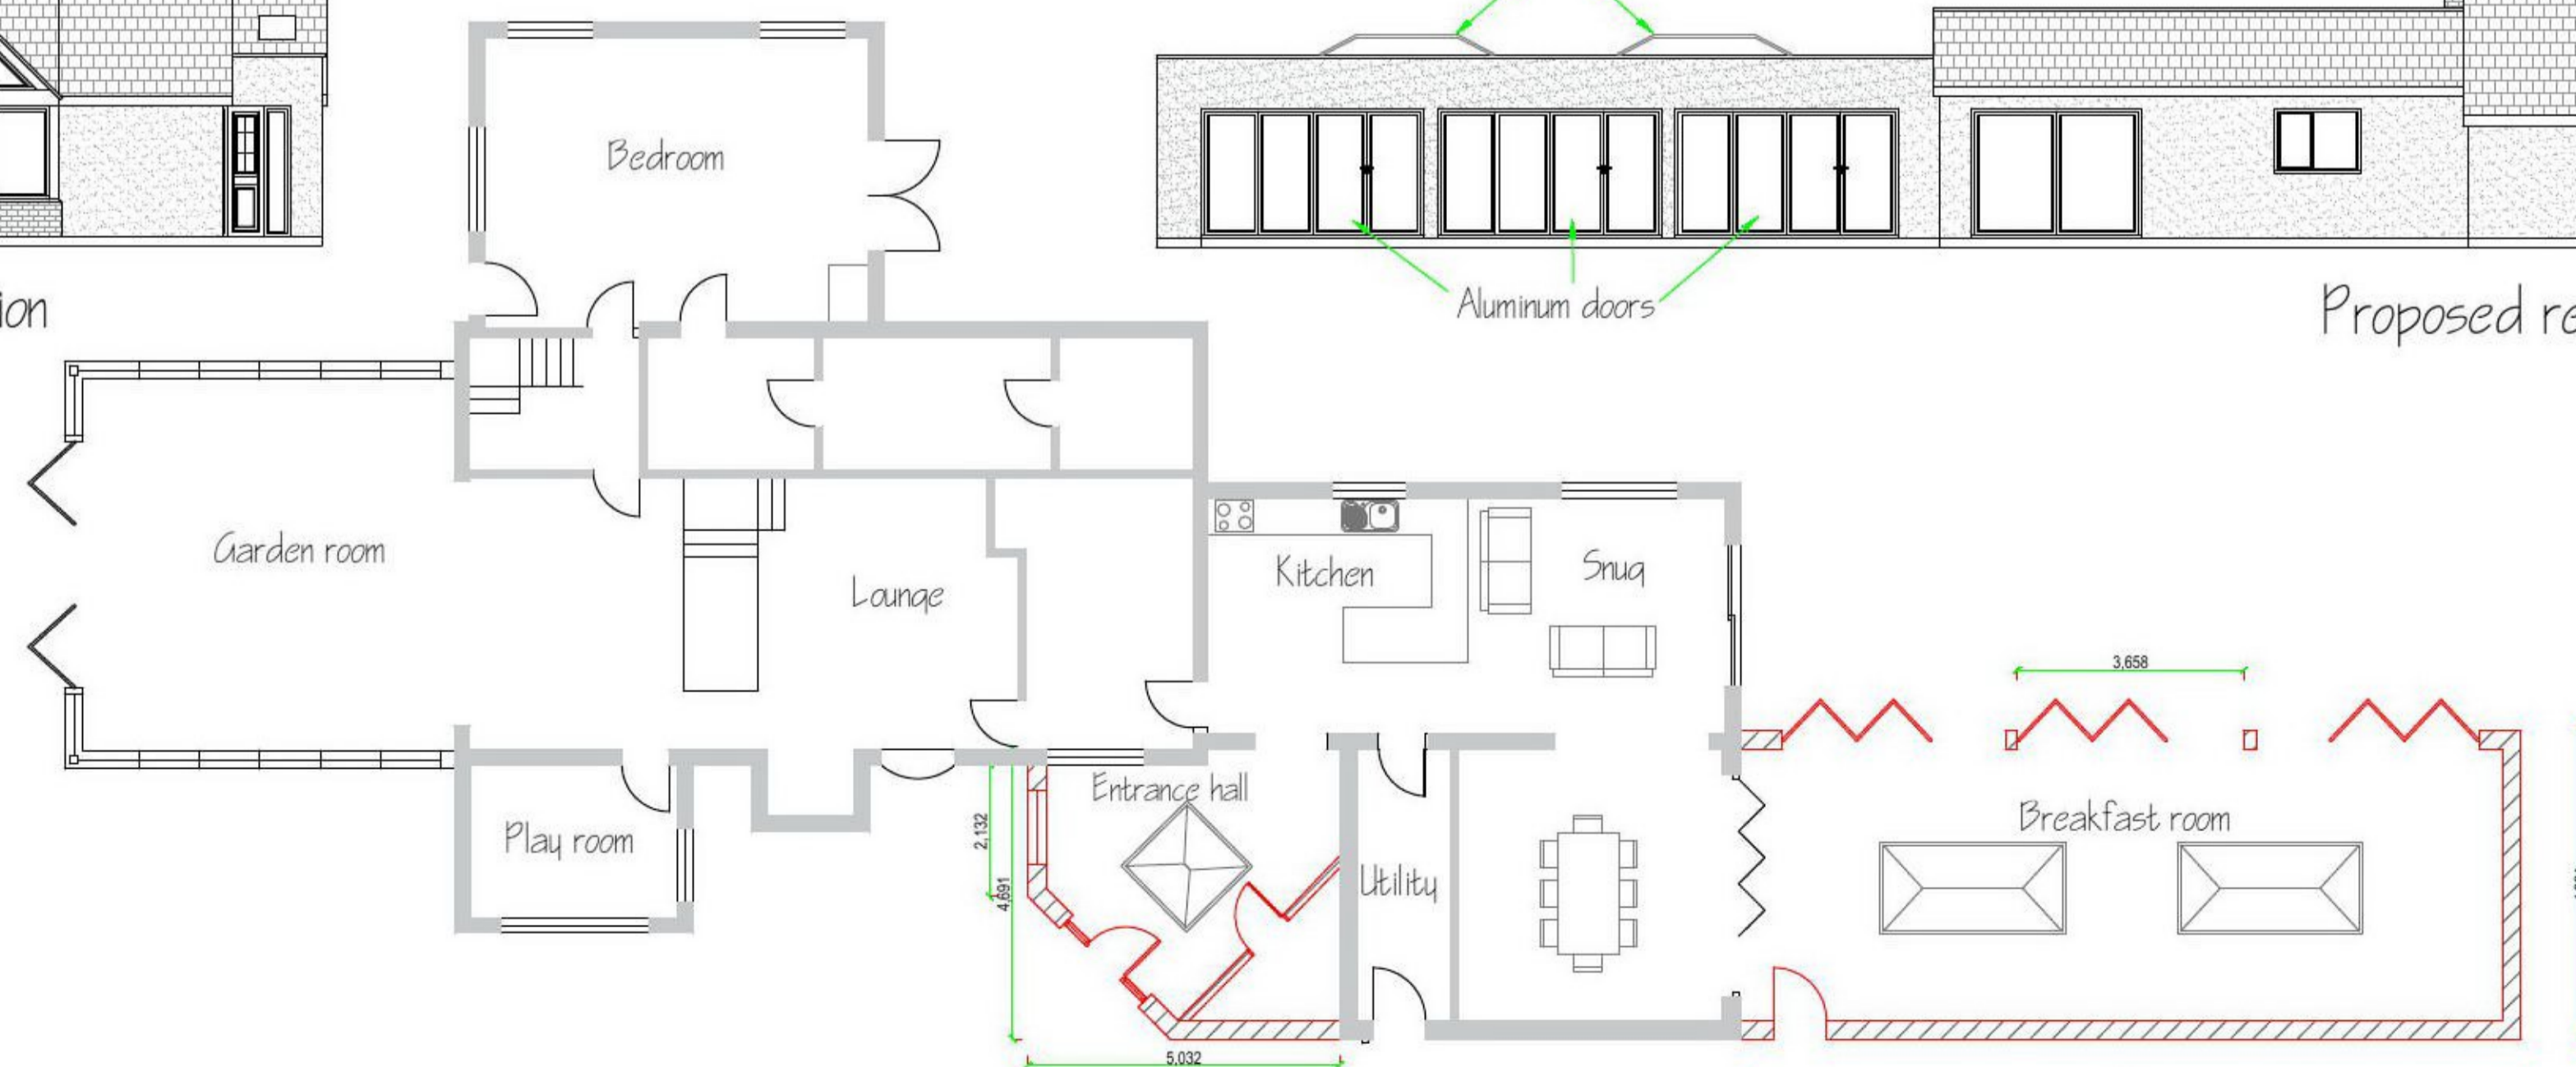 Bedroom
Aluminum doors
ion
Proposed re
Garden room
Lounge
Kitchen
Snug
3,658
Entrance hall
Breakfast room
2,132
4,691
Play room
Utility
5,032